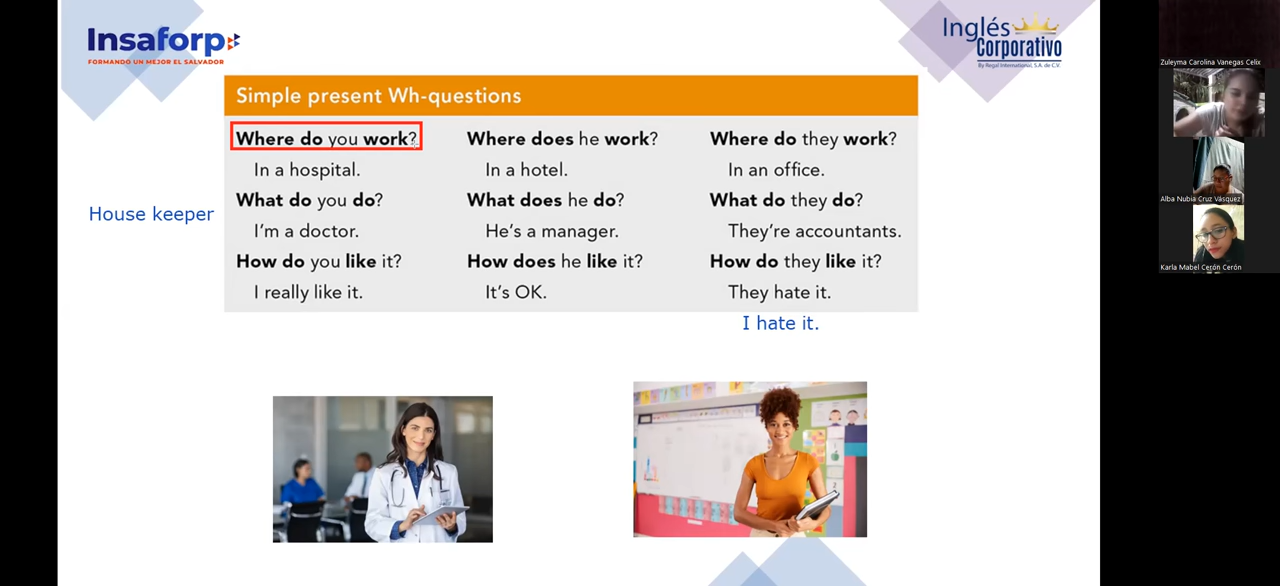 Insaforp
FORMANDO UN MEJOR EL SALVADOR
Inglés
Corporativo
By Regal International, S.A. de C.V.
Simple present Wh-questions
Where do you work?
In a hospital.
What do you do?
I'm a doctor.
How do you like it?
I really like it.
Where does he work?
In a hotel.
What does he do?
He's a manager.
How does he like it?
It's OK.
Where do they work?
In an office.
What do they do?
They're accountants.
How do they like it?
They hate it.
House keeper
I hate it.
Zuleyma Carolina Vanegas Celix
Alba Nubia Cruz Vásquez
Karla Mabel Cerón Cerón